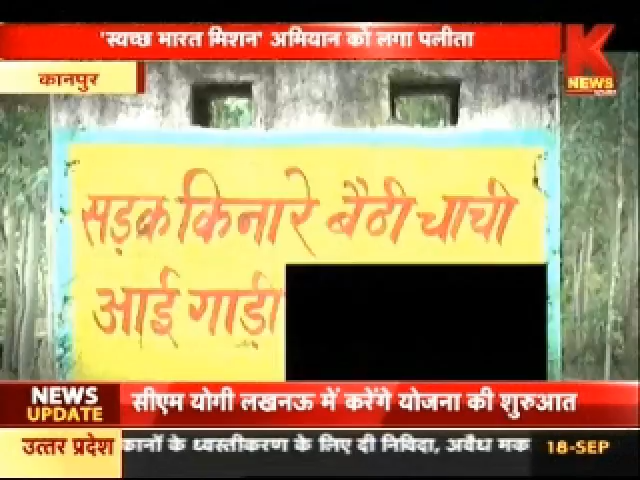 'स्वच्छ भारत मिशन' अभियान को लगा पलीता
K
NEWS
कानपुर
सड़क किनारे बैठी चाची
आई गाड़ी
NEWS
UPDATE
सीएम योगी लखनऊ में करेंगे योजना की शुरुआत
उत्तर प्रदेश
कानों के ध्वस्तीकरण के लिए दी निविदा, अवैध मक
18-SEP